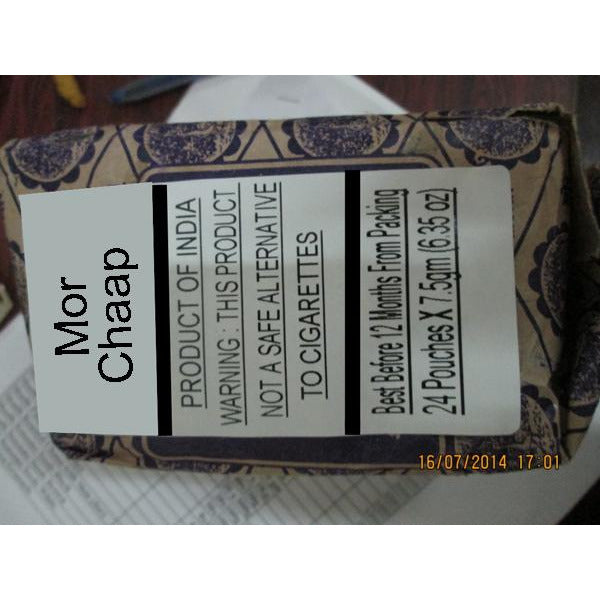 Mor
Chaap
PRODUCT OF INDIA
WARNING : THIS PRODUCT
NOT A SAFE ALTERNATIVE
TO CIGARETTES
Best Before 12 Months From Packing
24 Pouches X 7.5gm (6.35 oz)
16/07/2014 17:01